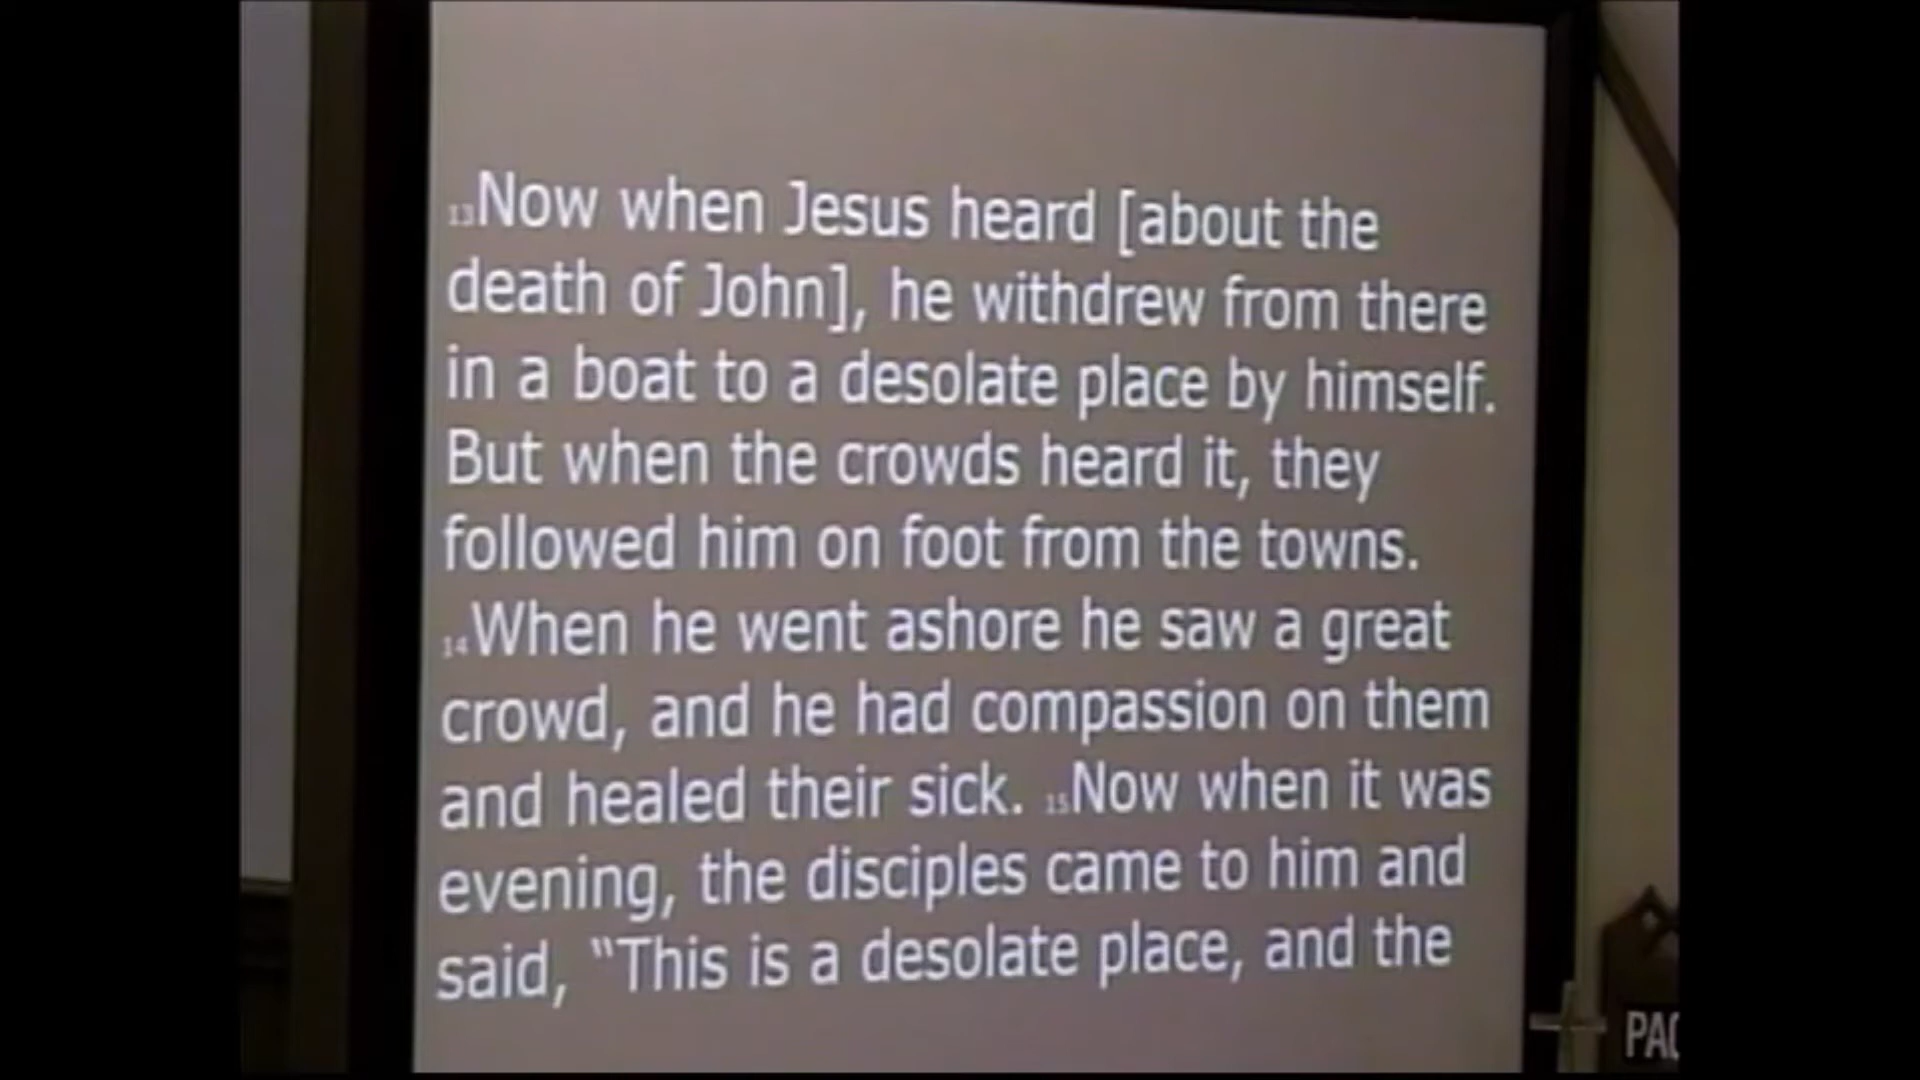 13Now when Jesus heard [about the
death of John], he withdrew from there
in a boat to a desolate place by himself.
But when the crowds heard it, they
followed him on foot from the towns.
14When he went ashore he saw a great
crowd, and he had compassion on them
and healed their sick. 15Now when it was
evening, the disciples came to him and
said, “This is a desolate place, and the